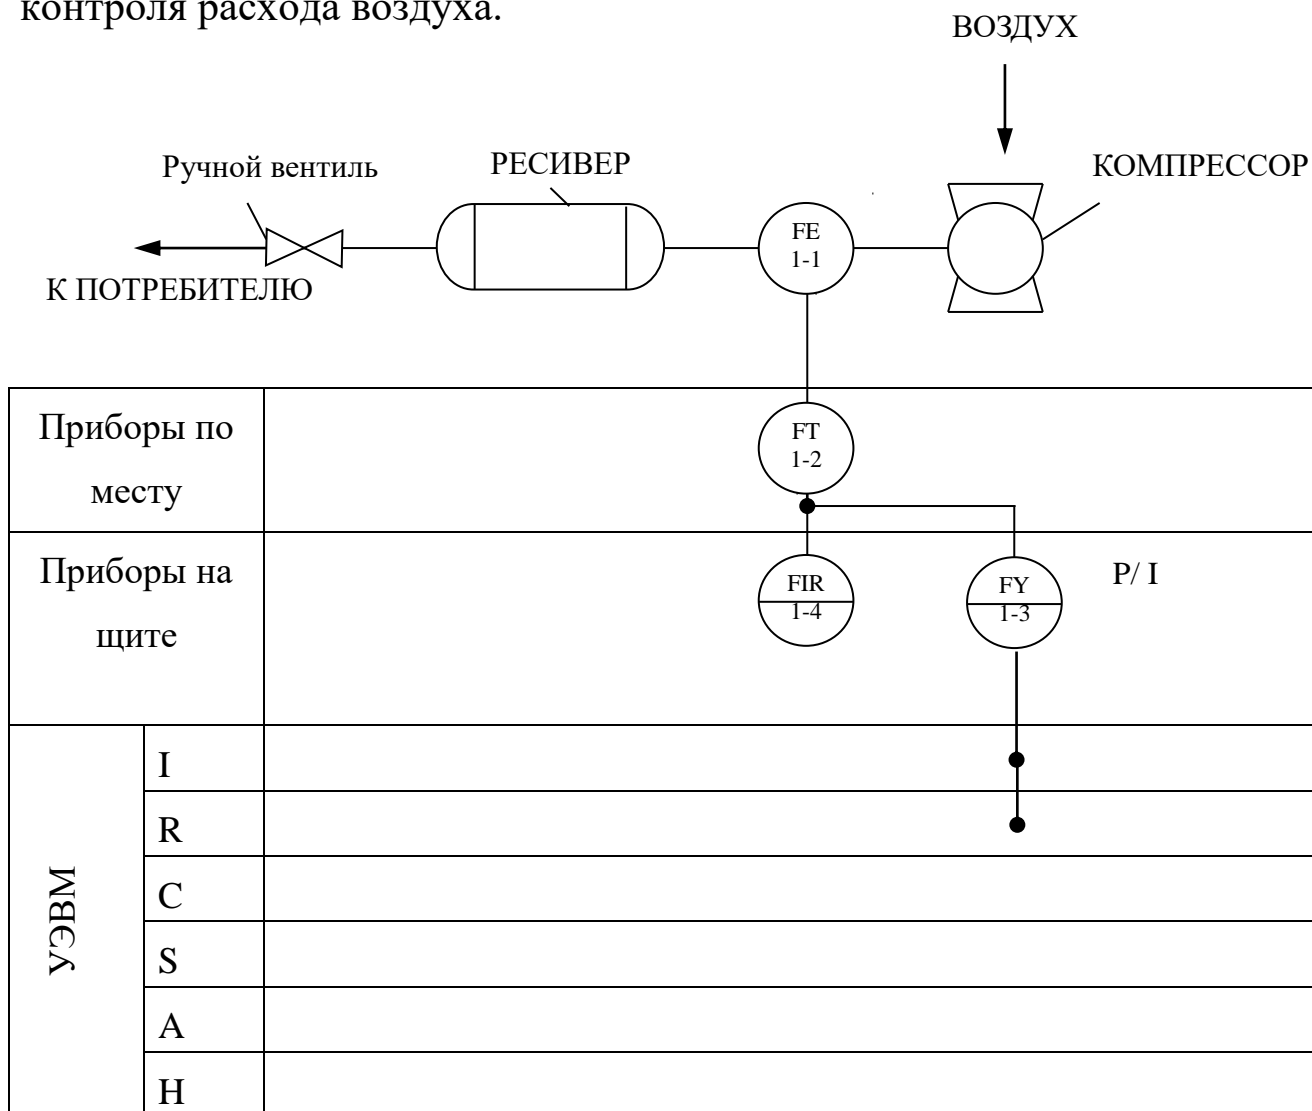 контроля расхода воздуха.
ВОЗДУХ
Ручной вентиль
РЕСИВЕР
КОМПРЕССОР
FE
1-1
К ПОТРЕБИТЕЛЮ
Приборы по
месту
FT
1-2
Приборы на
щите
FIR
1-4
FY
1-3
P/ I
УЭВМ
I
R
C
S
A
H